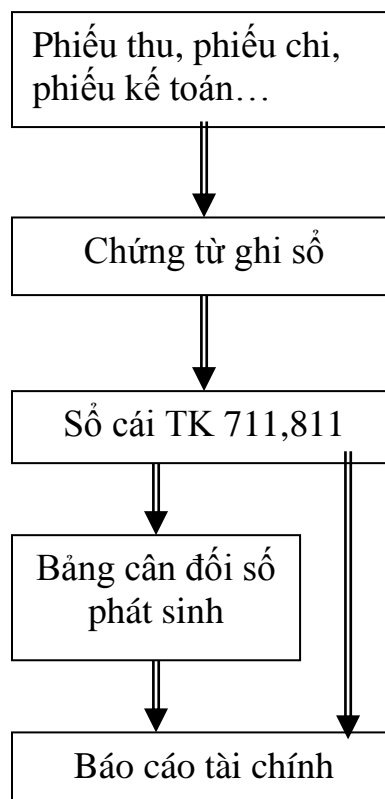 Phiếu thu, phiếu chi,
phiếu kế toán…
Chứng từ ghi sổ
Sổ cái TK 711,811
Bảng cân đối số
phát sinh
Báo cáo tài chính